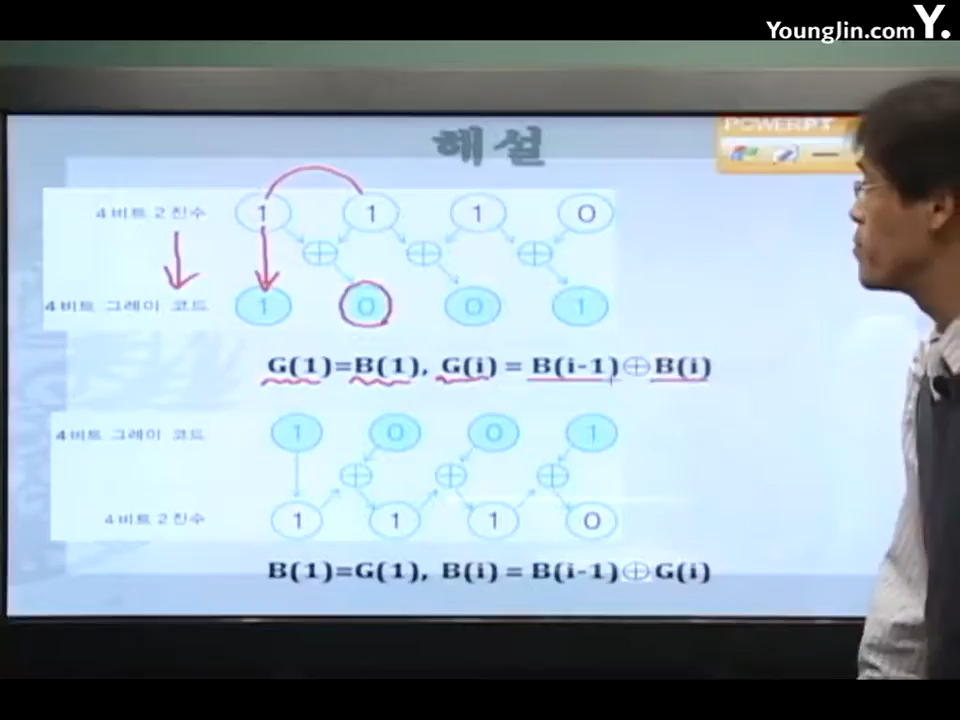 YoungJin.com Y.
POWERPT
해설
4비트 2진수 1 1 1 0
4비트 그레이 코드 1 0 0 1
G(1)=B(1), G(i) = B(i-1)⊕B(i)
4비트 그레이 코드 1 0 0 1
4비트 2진수 1 1 1 0
B(1)=G(1), B(i) = B(i-1)⊕G(i)